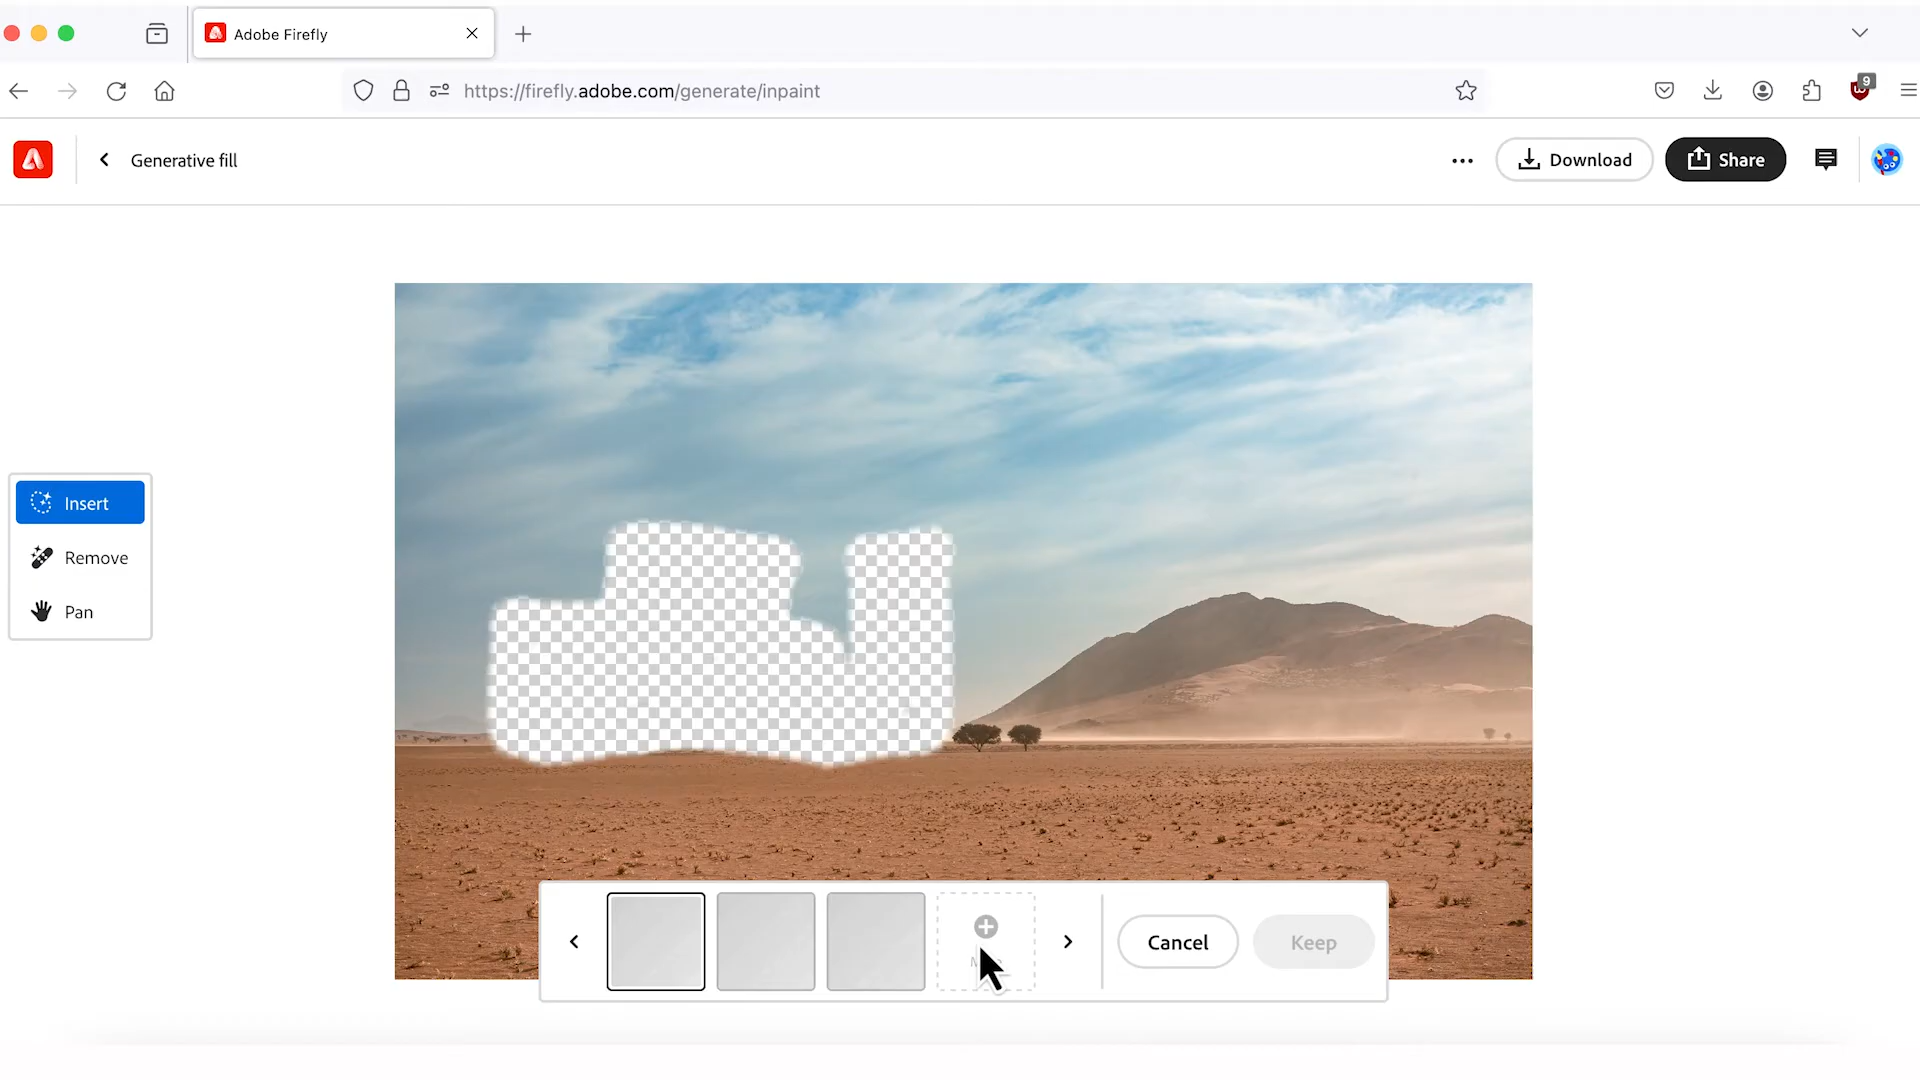 Adobe Firefly
https://firefly.adobe.com/generate/inpaint
9
Generative fill
Download
Share
Insert
Remove
Pan
Cancel
Keep